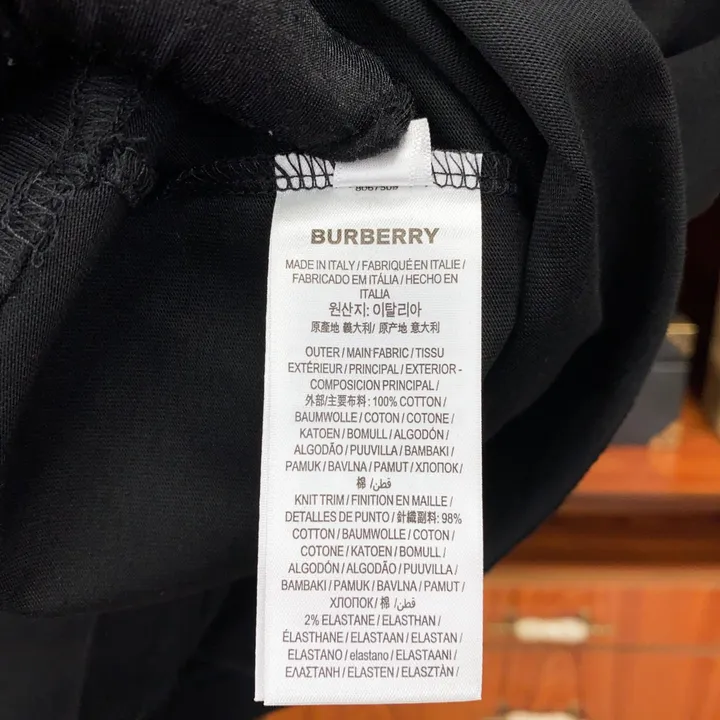 8067509
BURBERRY
MADE IN ITALY / FABRIQUÉ EN ITALIE /
FABRICADO EM ITÁLIA / HECHO EN
ITALIA
원산지: 이탈리아
原產地 義大利/ 原产地 意大利
OUTER / MAIN FABRIC / TISSU
EXTÉRIEUR / PRINCIPAL / EXTERIOR -
COMPOSICION PRINCIPAL /
外部/主要布料: 100% COTTON /
BAUMWOLLE / COTON / COTONE /
KATOEN / BOMULL / ALGODÓN /
ALGODÃO / PUUVILLA / BAMBAKI /
PAMUK / BAVLNA / PAMUT / ХЛОПОК /
棉 /قطن
KNIT TRIM / FINITION EN MAILLE /
DETALLES DE PUNTO / 針織副料: 98%
COTTON / BAUMWOLLE / COTON /
COTONE / KATOEN / BOMULL /
ALGODÓN / ALGODÃO / PUUVILLA /
BAMBAKI / PAMUK / BAVLNA / PAMUT /
ХЛОПОК / 棉 /قطن
2% ELASTANE / ELASTHAN /
ÉLASTHANE / ELASTAAN / ELASTAN /
ELASTANO / elastano / ELASTAANI /
ΕΛΑΣΤΑΝΗ / ELASTEN / ELASZTÁN /